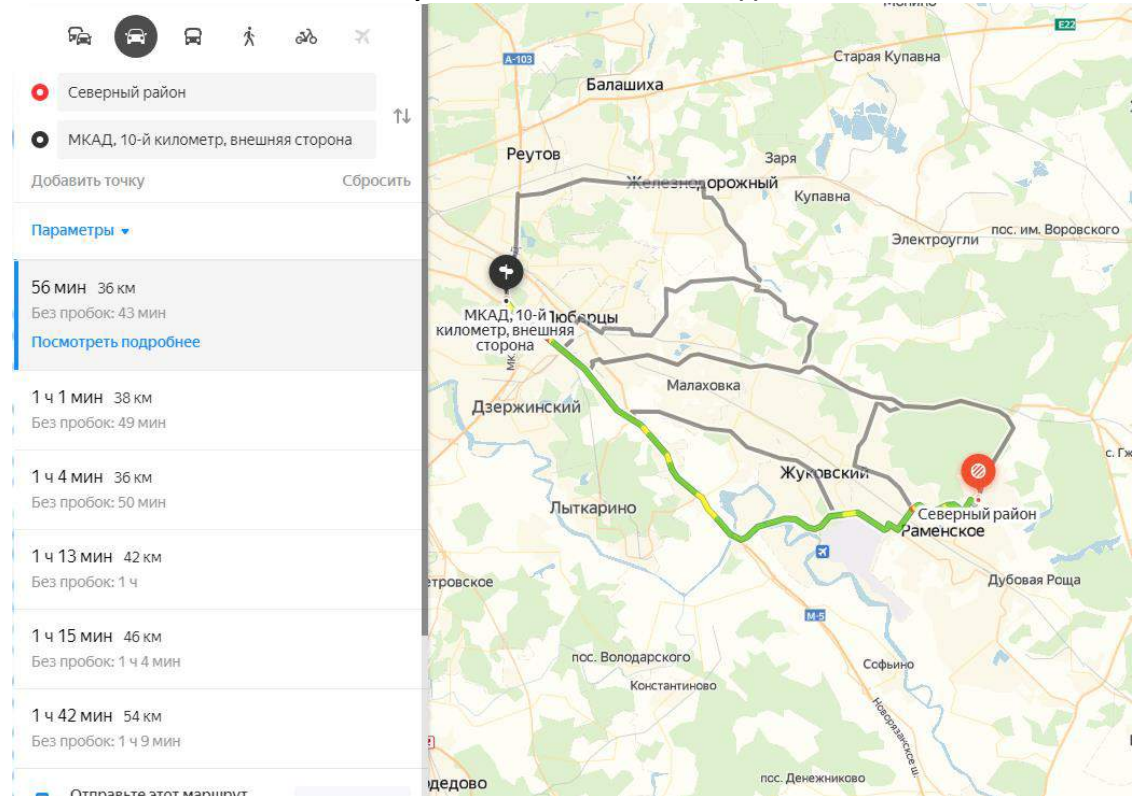 Северный район
МКАД, 10-й километр, внешняя сторона
Добавить точку
Сбросить
Параметры
56 мин 36 км
Без пробок: 43 мин
Посмотреть подробнее
1 ч 1 мин 38 км
Без пробок: 49 мин
1 ч 4 мин 36 км
Без пробок: 50 мин
1 ч 13 мин 42 км
Без пробок: 1 ч
1 ч 15 мин 46 км
Без пробок: 1 ч 4 мин
1 ч 42 мин 54 км
Без пробок: 1 ч 9 мин
Отправьте этот маршрут
E22
А-103
Старая Купавна
Балашиха
Реутов
Заря
Железнодорожный
Купавна
Электроугли
пос. им. Воровского
МКАД, 10-й
километр, внешняя
сторона
Люберцы
Малаховка
Дзержинский
Жуковский
Лыткарино
Северный район
Раменское
Дубовая Роща
М-5
пос. Володарского
Софьино
Константиново
Новорязанское ш.
пос. Денежниково